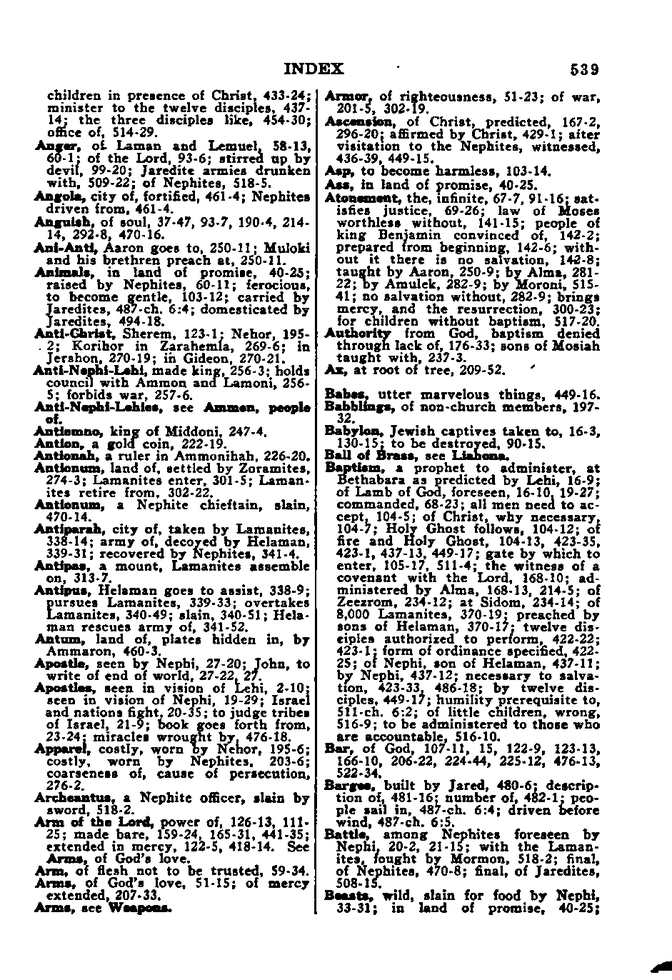 INDEX 539
children in presence of Christ, 433-24;
minister to the twelve disciples, 437-
14; the three disciples like, 454-30;
office of, 514-29.
Anger, of Laman and Lemuel, 58-13,
60-1; of the Lord, 93-6; stirred up by
devil, 99-20; Jaredite armies drunken
with, 509-22; of Nephites, 518-5.
Angola, city of, fortified, 461-4; Nephites
driven from, 461-4.
Anguish, of soul, 37-47, 93-7, 190-4, 214-
14, 292-8, 470-16.
Ani-Anti, Aaron goes to, 250-11; Muloki
and his brethren preach at, 250-11.
Animals, in land of promise, 40-25;
raised by Nephites, 60-11; ferocious,
to become gentle, 103-12; carried by
Jaredites, 487-ch. 6:4; domesticated by
Jaredites, 494-18.
Anti-Christ, Sherem, 123-1; Nehor, 195-
2; Korihor in Zarahemla, 269-6; in
Jershon, 270-19; in Gideon, 270-21.
Anti-Nephi-Lehi, made king, 256-3; holds
council with Ammon and Lamoni, 256-
5; forbids war, 257-6.
Anti-Nephi-Lehies, see Ammon, people
of.
Antiomno, king of Middoni, 247-4.
Antion, a gold coin, 222-19.
Antionah, a ruler in Ammonihah, 226-20.
Antionum, land of, settled by Zoramites,
274-3; Lamanites enter, 301-5; Laman-
ites retire from, 302-22.
Antionum, a Nephite chieftain, slain,
470-14.
Antiparah, city of, taken by Lamanites,
338-14; army of, decoyed by Helaman,
339-31; recovered by Nephites, 341-4.
Antipas, a mount, Lamanites assemble
on, 313-7.
Antipus, Helaman goes to assist, 338-9;
pursues Lamanites, 339-33; overtakes
Lamanites, 340-49; slain, 340-51; Hela-
man rescues army of, 341-52.
Antum, land of, plates hidden in, by
Ammaron, 460-3.
Apostle, seen by Nephi, 27-20; John, to
write of end of world, 27-22, 27.
Apostles, seen in vision of Lehi, 2-10;
seen in vision of Nephi, 19-29; Israel
and nations fight, 20-35; to judge tribes
of Israel, 21-9; book goes forth from,
23-24; miracles wrought by, 476-18.
Apparel, costly, worn by Nehor, 195-6;
costly, worn by Nephites, 203-6;
coarseness of, cause of persecution,
276-2.
Archeantus, a Nephite officer, slain by
sword, 518-2.
Arm of the Lord, power of, 126-13, 111-
25; made bare, 159-24, 165-31, 441-35;
extended in mercy, 122-5, 418-14. See
Arms, of God's love.
Arm, of flesh not to be trusted, 59-34.
Arms, of God's love, 51-15; of mercy
extended, 207-33.
Arms, see Weapons.
Armor, of righteousness, 51-23; of war,
201-5, 302-19.
Ascension, of Christ, predicted, 167-2,
296-20; affirmed by Christ, 429-1; after
visitation to the Nephites, witnessed,
436-39, 449-15.
Asp, to become harmless, 103-14.
Ass, in land of promise, 40-25.
Atonement, the, infinite, 67-7, 91-16; sat-
isfies justice, 69-26; law of Moses
worthless without, 141-15; people of
king Benjamin convinced of, 142-2;
prepared from beginning, 142-6; with-
out it there is no salvation, 142-8;
taught by Aaron, 250-9; by Alma, 281-
22; by Amulek, 282-9; by Moroni, 515-
41; no salvation without, 282-9; brings
mercy, and the resurrection, 300-23;
for children without baptism, 517-20.
Authority from God, baptism denied
through lack of, 176-33; sons of Mosiah
taught with, 237-3.
Ax, at root of tree, 209-52.
Babes, utter marvelous things, 449-16.
Babblings, of non-church members, 197-
32.
Babylon, Jewish captives taken to, 16-3,
130-15; to be destroyed, 90-15.
Ball of Brass, see Liahona.
Baptism, a prophet to administer, at
Bethabara as predicted by Lehi, 16-9;
of Lamb of God, foreseen, 16-10, 19-27;
commanded, 68-23; all men need to ac-
cept, 104-5; of Christ, why necessary,
104-7; Holy Ghost follows, 104-12; of
fire and Holy Ghost, 104-13, 423-35,
423-1, 437-13, 449-17; gate by which to
enter, 105-17, 511-4; the witness of a
covenant with the Lord, 168-10; ad-
ministered by Alma, 168-13, 214-5; of
Zeezrom, 234-12; at Sidom, 234-14; of
8,000 Lamanites, 370-19; preached by
sons of Helaman, 370-17; twelve dis-
ciples authorized to perform, 422-22;
423-1; form of ordinance specified, 422-
25; of Nephi, son of Helaman, 437-11;
by Nephi, 437-12; necessary to salva-
tion, 423-33, 486-18; by twelve dis-
ciples, 449-17; humility prerequisite to,
511-ch. 6:2; of little children, wrong,
516-9; to be administered to those who
are accountable, 516-10.
Bar, of God, 107-11, 15, 122-9, 123-13,
166-10, 206-22, 224-44, 225-12, 476-13,
522-34.
Barges, built by Jared, 480-6; descrip-
tion of, 481-16; number of, 482-1; peo-
ple sail in, 487-ch. 6:4; driven before
wind, 487-ch. 6:5.
Battle, among Nephites foreseen by
Nephi, 20-2, 21-15; with the Laman-
ites, fought by Mormon, 518-2; final,
of Nephites, 470-8; final, of Jaredites,
508-15.
Beasts, wild, slain for food by Nephi,
33-31; in land of promise, 40-25;